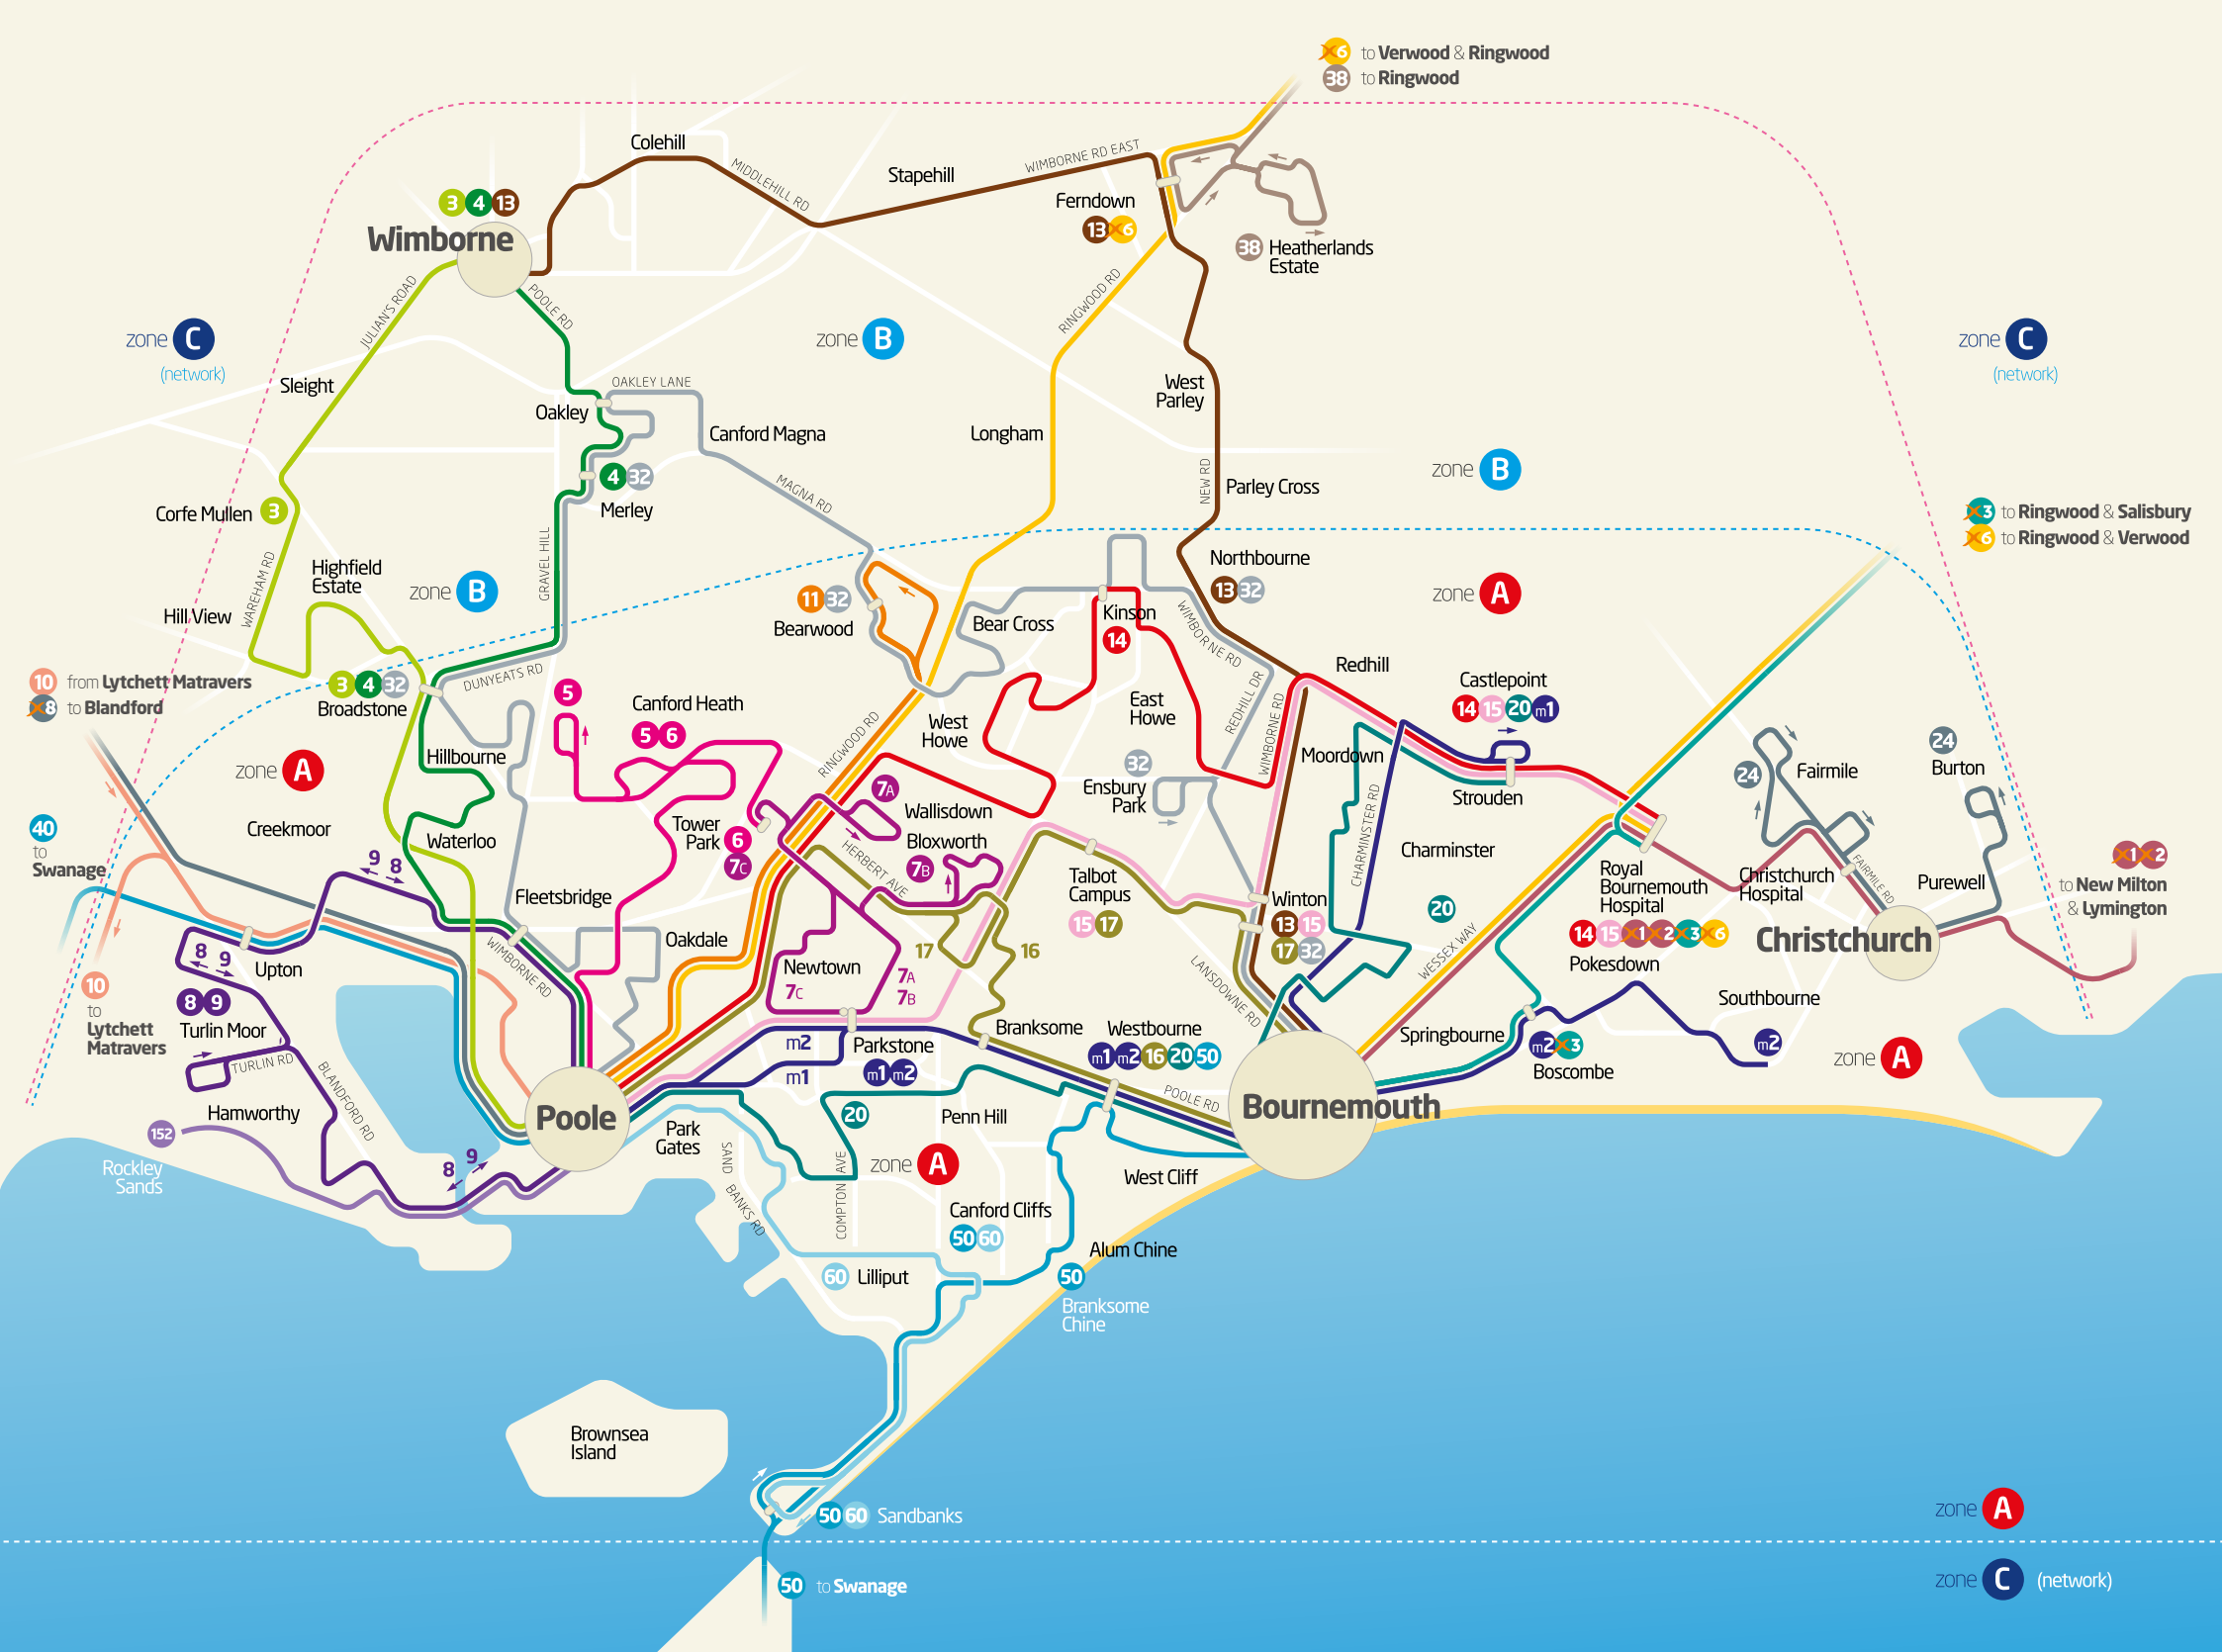 X6 to Verwood & Ringwood
38 to Ringwood
Colehill
MIDDLEHILL RD
Stapehill
WIMBORNE RD EAST
Ferndown
13 X6
38 Heatherlands
Estate
3 4 13
Wimborne
JULIAN'S ROAD
POOLE RD
RINGWOOD RD
zone C
(network)
zone B
zone C
(network)
Sleight
OAKLEY LANE
Oakley
Canford Magna
Longham
West
Parley
zone B
4 32
Merley
MAGNA RD
NEW RD
Parley Cross
Corfe Mullen 3
X3 to Ringwood & Salisbury
X6 to Ringwood & Verwood
WAREHAM RD
Highfield
Estate
GRAVEL HILL
zone B
Northbourne
13 32
zone A
Hill View
11 32
Bearwood
Bear Cross
Kinson
14
WIMBORNE RD
10 from Lytchett Matravers
X8 to Blandford
3 4 32
Broadstone
DUNYEATS RD
5
Canford Heath
5 6
RINGWOOD RD
West
Howe
East
Howe
REDHILL DR
WIMBORNE RD
Redhill
Castlepoint
14 15 20 m1
zone A
Hillbourne
Moordown
32
Ensbury
Park
Strouden
24
Fairmile
24
Burton
7A
Wallisdown
40
to
Swanage
Creekmoor
Waterloo
Tower
Park 6
7C
Bloxworth
7B
HERBERT AVE
CHARMINSTER RD
Charminster
9
8
Talbot
Campus
15 17
Royal
Bournemouth
Hospital
14 15 X1 X2 X3 X6
Christchurch
Hospital
FAIRMILE RD
Purewell
X1 X2
to New Milton
& Lymington
Fleetsbridge
WIMBORNE RD
Oakdale
17
16
Winton
13 15
17 32
20
WESSEX WAY
Christchurch
Pokesdown
8
9
Upton
Newtown
7C
7A
7B
LANSDOWNE RD
10
to
Lytchett
Matravers
8 9
Turlin Moor
TURLIN RD
BLANDFORD RD
Southbourne
m2
Parkstone
m1 m2
m1
Branksome
Westbourne
m1 m2 16 20 50
Springbourne
m2 X3
Boscombe
m2
zone A
POOLE RD
Hamworthy
152
Rockley
Sands
Poole
Park
Gates
20
Penn Hill
Bournemouth
8
9
SAND BANKS RD
COMPTON AVE
zone A
West Cliff
Canford Cliffs
50 60
Alum Chine
60 Lilliput
50
Branksome
Chine
Brownsea
Island
50 60 Sandbanks
zone A
50 to Swanage
zone C (network)